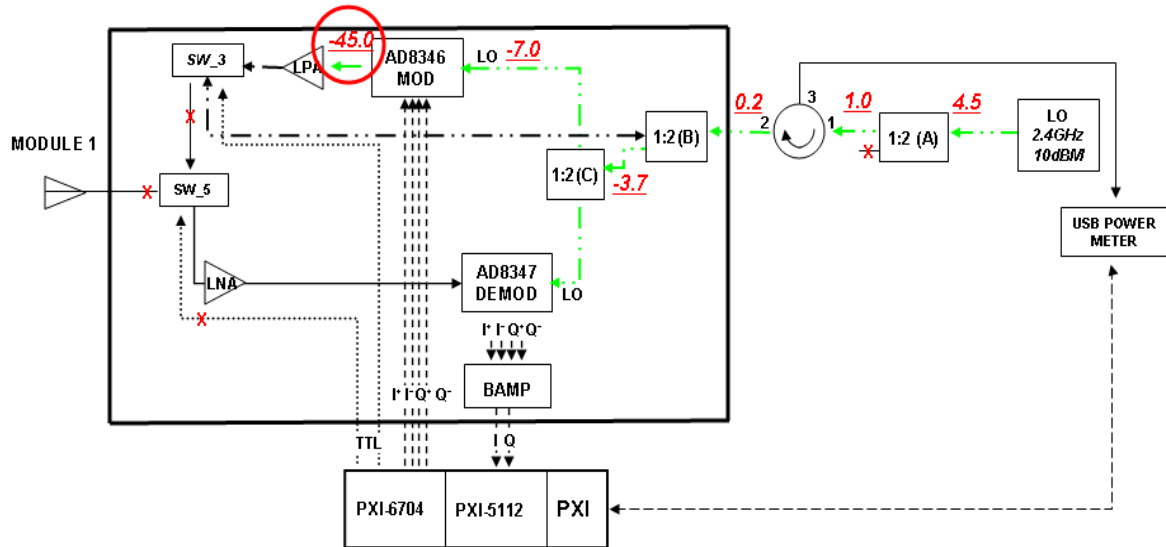 -45.0
SW_3
LPA
AD8346
MOD
LO
-7.0
MODULE 1
X
X
SW_5
LNA
X
AD8347
DEMOD
LO
1:2(B)
1:2(C)
-3.7
0.2
3
2
1
1.0
1:2 (A)
X
4.5
LO
2.4GHz
10dBM
USB POWER
METER
I+ I- Q+ Q-
BAMP
I+ I- Q+ Q-
I Q
TTL
PXI-6704
PXI-5112
PXI